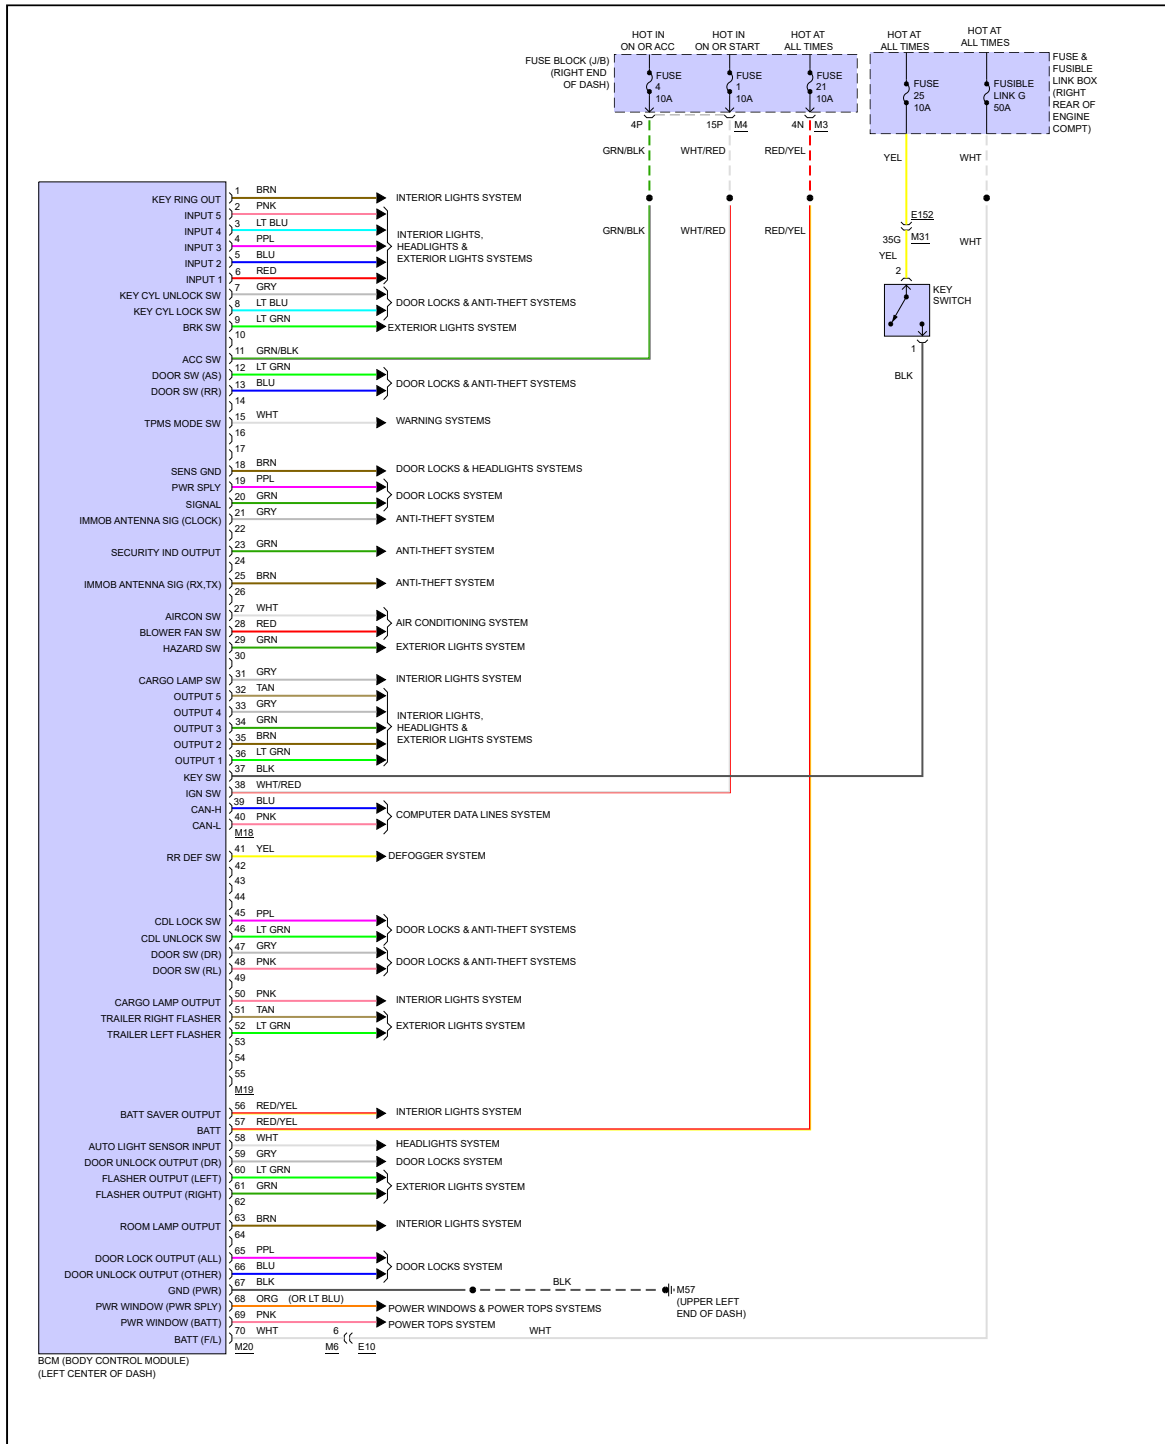 HOT IN
ON OR ACC
HOT IN
ON OR START
HOT AT
ALL TIMES
HOT AT
ALL TIMES
HOT AT
ALL TIMES
FUSE BLOCK (J/B)
(RIGHT END
OF DASH)
FUSE
4
10A
FUSE
1
10A
FUSE
21
10A
FUSE
25
10A
FUSIBLE
LINK G
50A
FUSE &
FUSIBLE
LINK BOX
(RIGHT
REAR OF
ENGINE
COMPT)
4P
15P
M4
4N
M3
GRN/BLK
WHT/RED
RED/YEL
YEL
WHT
GRN/BLK
WHT/RED
RED/YEL
E152
35G
M31
WHT
YEL
2
KEY
SWITCH
1
BLK
KEY RING OUT 1 BRN INTERIOR LIGHTS SYSTEM
INPUT 5 2 PNK
INPUT 4 3 LT BLU
INPUT 3 4 PPL
INPUT 2 5 BLU
INPUT 1 6 RED
INTERIOR LIGHTS,
HEADLIGHTS &
EXTERIOR LIGHTS SYSTEMS
KEY CYL UNLOCK SW 7 GRY
KEY CYL LOCK SW 8 LT BLU
DOOR LOCKS & ANTI-THEFT SYSTEMS
BRK SW 9 LT GRN EXTERIOR LIGHTS SYSTEM
10
ACC SW 11 GRN/BLK
DOOR SW (AS) 12 LT GRN
DOOR SW (RR) 13 BLU
DOOR LOCKS & ANTI-THEFT SYSTEMS
14
TPMS MODE SW 15 WHT WARNING SYSTEMS
16
17
SENS GND 18 BRN DOOR LOCKS & HEADLIGHTS SYSTEMS
PWR SPLY 19 PPL
SIGNAL 20 GRN
DOOR LOCKS SYSTEM
IMMOB ANTENNA SIG (CLOCK) 21 GRY ANTI-THEFT SYSTEM
22
SECURITY IND OUTPUT 23 GRN ANTI-THEFT SYSTEM
24
IMMOB ANTENNA SIG (RX,TX) 25 BRN ANTI-THEFT SYSTEM
26
AIRCON SW 27 WHT
BLOWER FAN SW 28 RED
AIR CONDITIONING SYSTEM
HAZARD SW 29 GRN EXTERIOR LIGHTS SYSTEM
30
CARGO LAMP SW 31 GRY INTERIOR LIGHTS SYSTEM
OUTPUT 5 32 TAN
OUTPUT 4 33 GRY
OUTPUT 3 34 GRN
OUTPUT 2 35 BRN
OUTPUT 1 36 LT GRN
INTERIOR LIGHTS,
HEADLIGHTS &
EXTERIOR LIGHTS SYSTEMS
KEY SW 37 BLK
IGN SW 38 WHT/RED
CAN-H 39 BLU
CAN-L 40 PNK
COMPUTER DATA LINES SYSTEM
M18
RR DEF SW 41 YEL DEFOGGER SYSTEM
42
43
44
CDL LOCK SW 45 PPL
CDL UNLOCK SW 46 LT GRN
DOOR LOCKS & ANTI-THEFT SYSTEMS
DOOR SW (DR) 47 GRY
DOOR SW (RL) 48 PNK
DOOR LOCKS & ANTI-THEFT SYSTEMS
49
CARGO LAMP OUTPUT 50 PNK INTERIOR LIGHTS SYSTEM
TRAILER RIGHT FLASHER 51 TAN
TRAILER LEFT FLASHER 52 LT GRN
EXTERIOR LIGHTS SYSTEM
53
54
55
M19
BATT SAVER OUTPUT 56 RED/YEL INTERIOR LIGHTS SYSTEM
BATT 57 RED/YEL
AUTO LIGHT SENSOR INPUT 58 WHT HEADLIGHTS SYSTEM
DOOR UNLOCK OUTPUT (DR) 59 GRY DOOR LOCKS SYSTEM
FLASHER OUTPUT (LEFT) 60 LT GRN
FLASHER OUTPUT (RIGHT) 61 GRN
EXTERIOR LIGHTS SYSTEM
62
ROOM LAMP OUTPUT 63 BRN INTERIOR LIGHTS SYSTEM
64
DOOR LOCK OUTPUT (ALL) 65 PPL
DOOR UNLOCK OUTPUT (OTHER) 66 BLU
DOOR LOCKS SYSTEM
GND (PWR) 67 BLK BLK M57
(UPPER LEFT
END OF DASH)
PWR WINDOW (PWR SPLY) 68 ORG (OR LT BLU) POWER WINDOWS & POWER TOPS SYSTEMS
PWR WINDOW (BATT) 69 PNK POWER TOPS SYSTEM
BATT (F/L) 70 WHT 6 WHT
M20 M6 E10
BCM (BODY CONTROL MODULE)
(LEFT CENTER OF DASH)